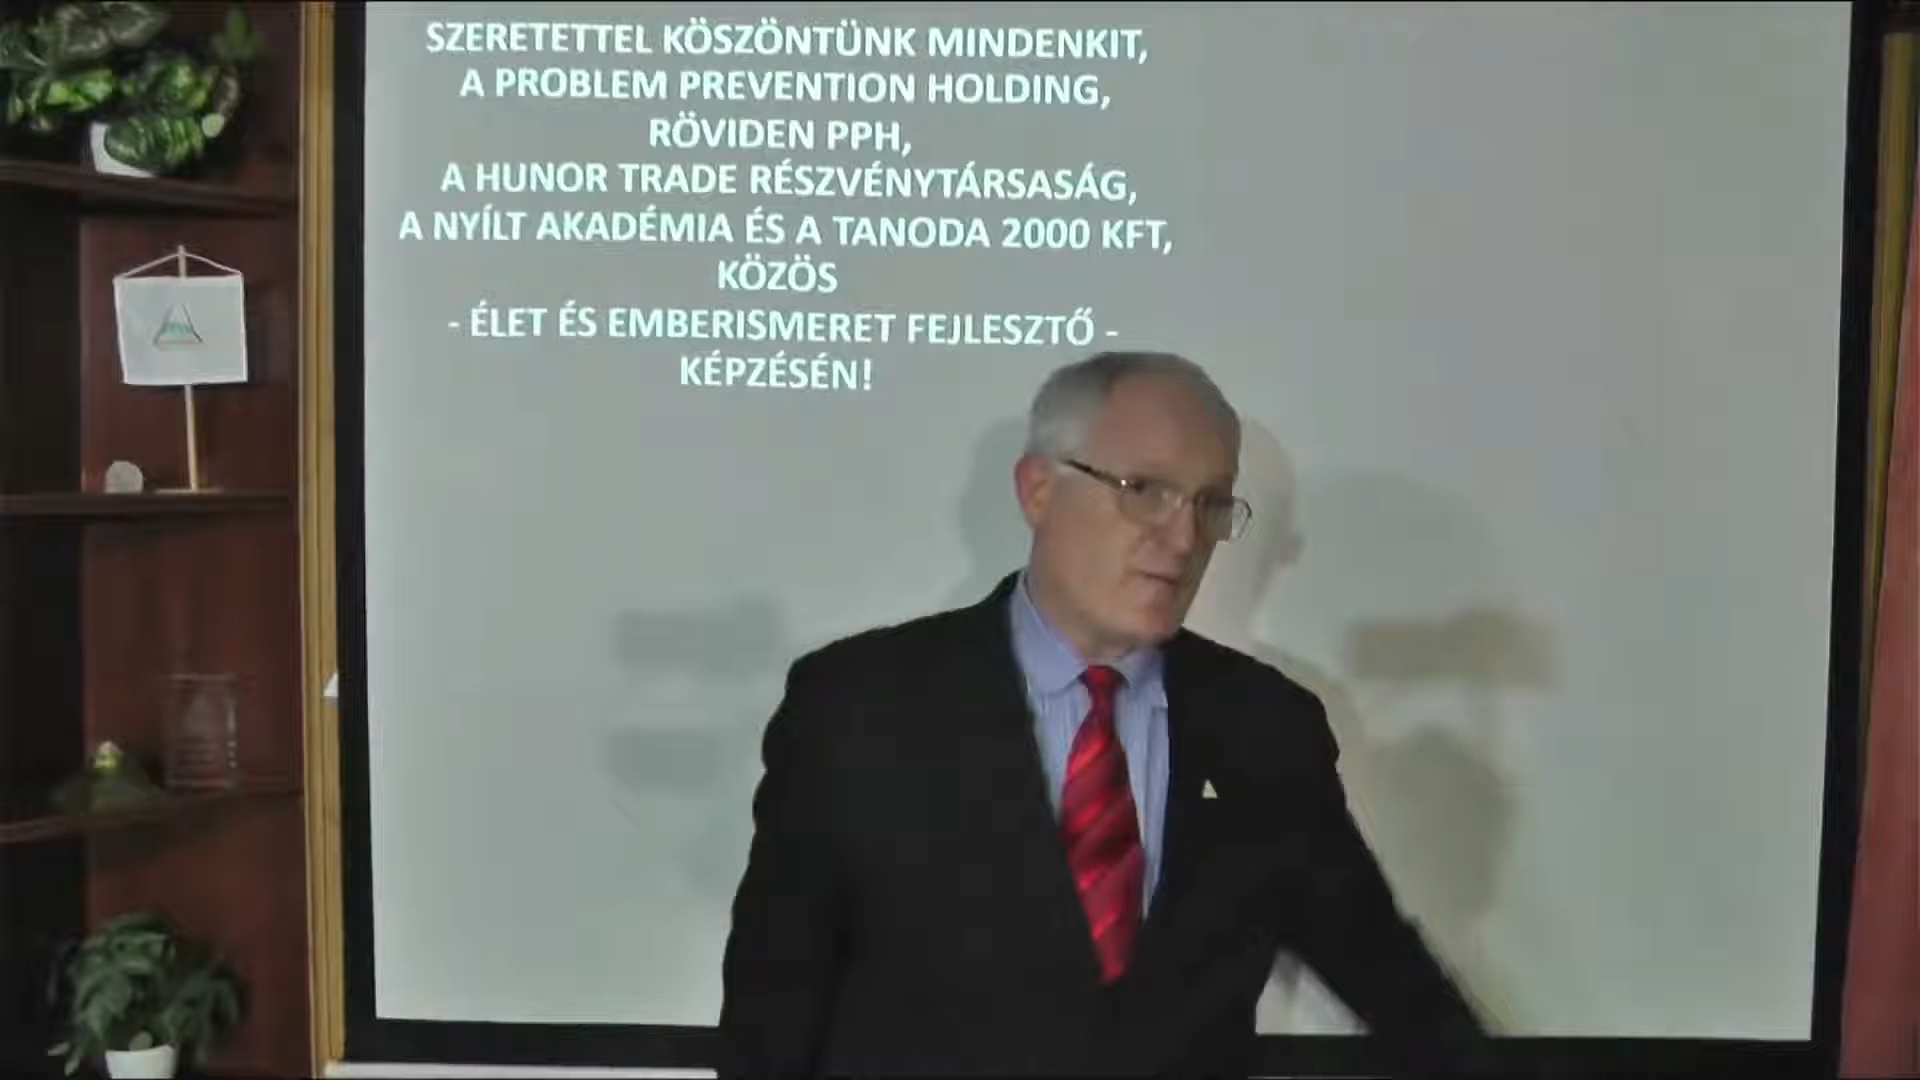 SZERETETTEL KÖSZÖNTÜNK MINDENKIT,
A PROBLEM PREVENTION HOLDING,
RÖVIDEN PPH,
A HUNOR TRADE RÉSZVÉNYTÁRSASÁG,
A NYÍLT AKADÉMIA ÉS A TANODA 2000 KFT,
KÖZÖS
- ÉLET ÉS EMBERISMERET FEJLESZTŐ -
KÉPZÉSÉN!